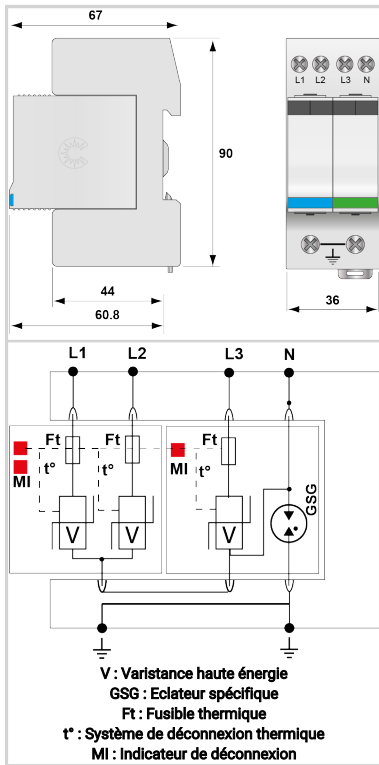 67
90
44
60.8
L1 L2 L3 N
36
L1 L2 L3 N
Ft Ft Ft
t° t° t°
MI MI
V V V
GSG
V : Varistance haute énergie
GSG : Eclateur spécifique
Ft : Fusible thermique
t° : Système de déconnexion thermique
MI : Indicateur de déconnexion